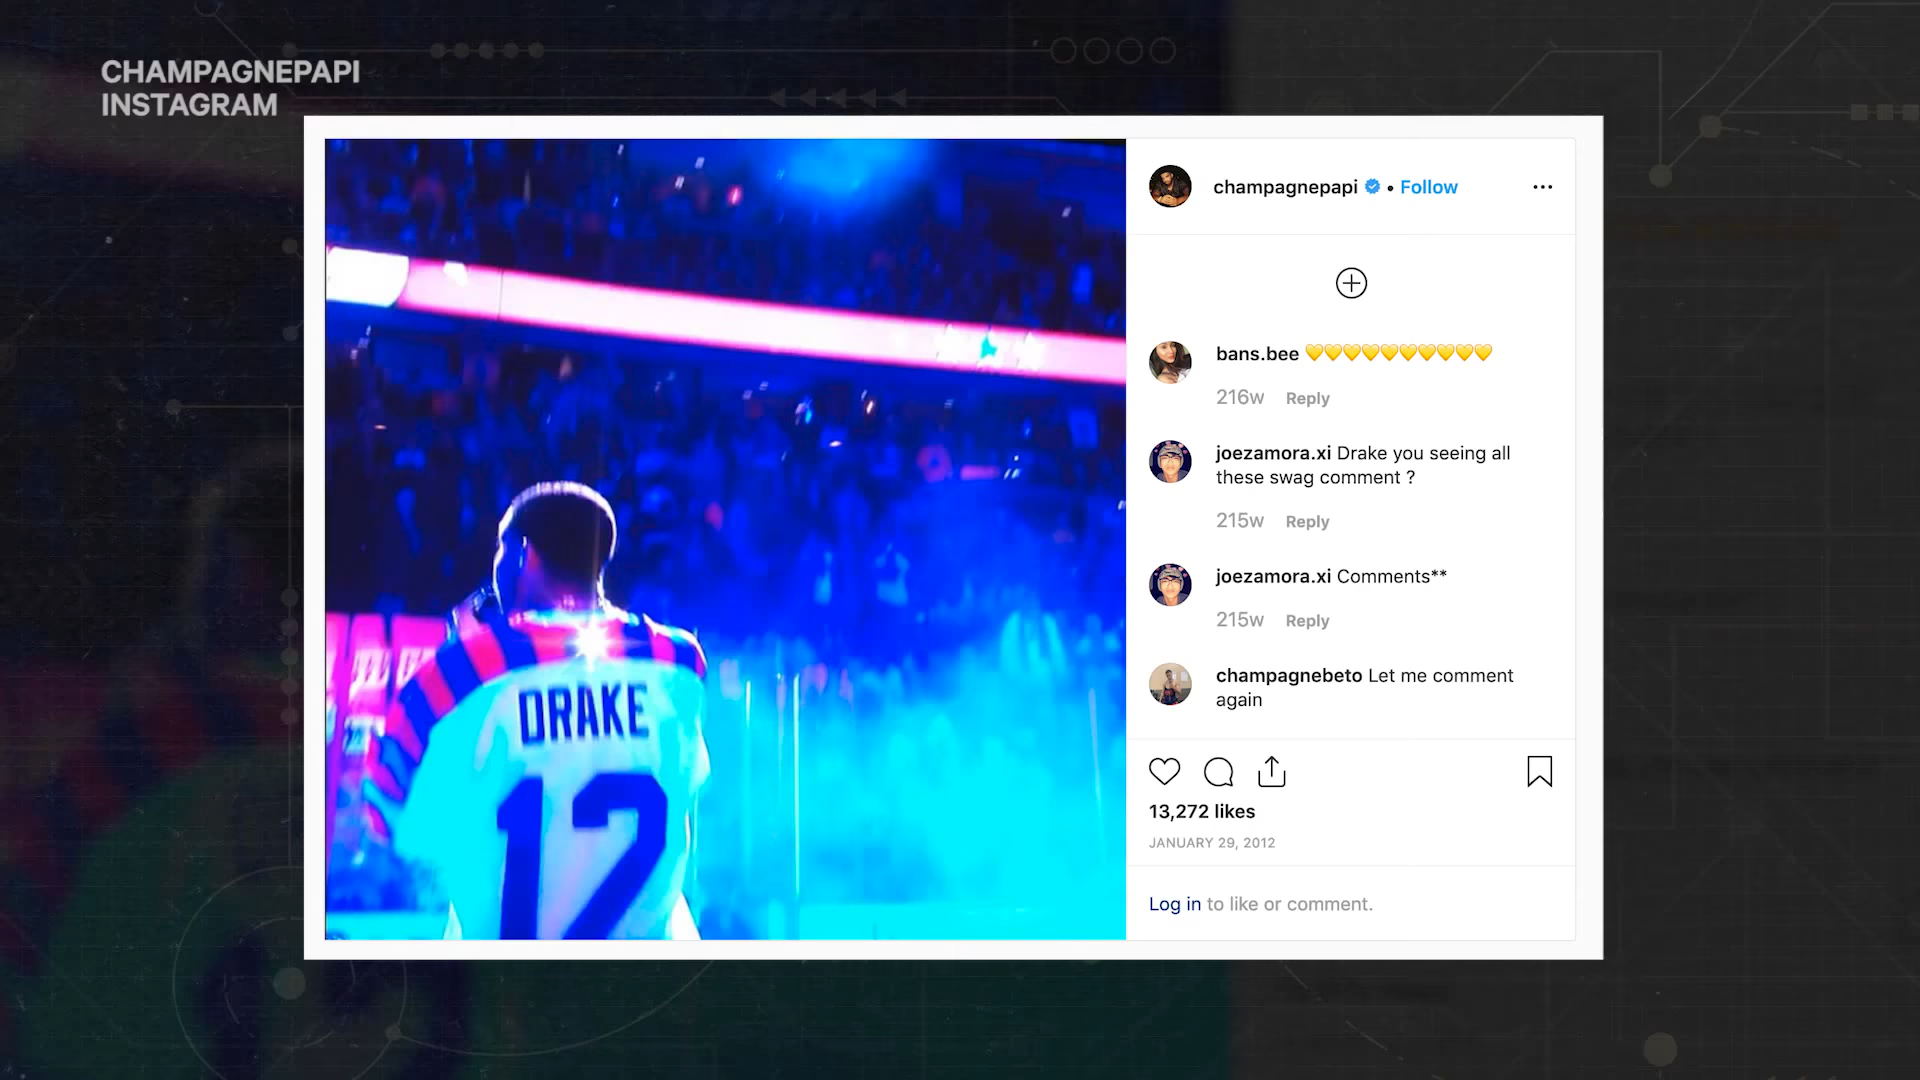 CHAMPAGNEPAPI
INSTAGRAM
DRAKE
12
champagnepapi • Follow
bans.bee 💛💛💛💛💛💛💛💛💛💛
216w Reply
joezamora.xi Drake you seeing all
these swag comment ?
215w Reply
joezamora.xi Comments**
215w Reply
champagnebeto Let me comment
again
13,272 likes
JANUARY 29, 2012
Log in to like or comment.